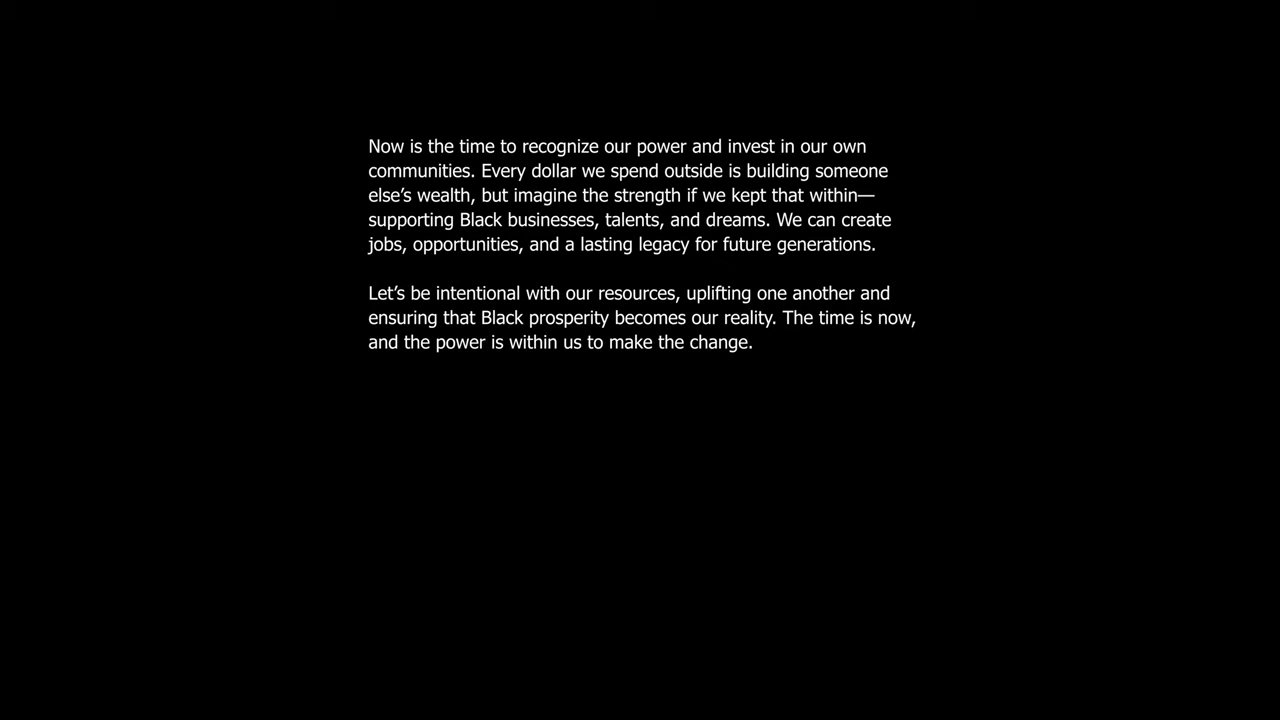 Now is the time to recognize our power and invest in our own
communities. Every dollar we spend outside is building someone
else’s wealth, but imagine the strength if we kept that within—
supporting Black businesses, talents, and dreams. We can create
jobs, opportunities, and a lasting legacy for future generations.
Let’s be intentional with our resources, uplifting one another and
ensuring that Black prosperity becomes our reality. The time is now,
and the power is within us to make the change.